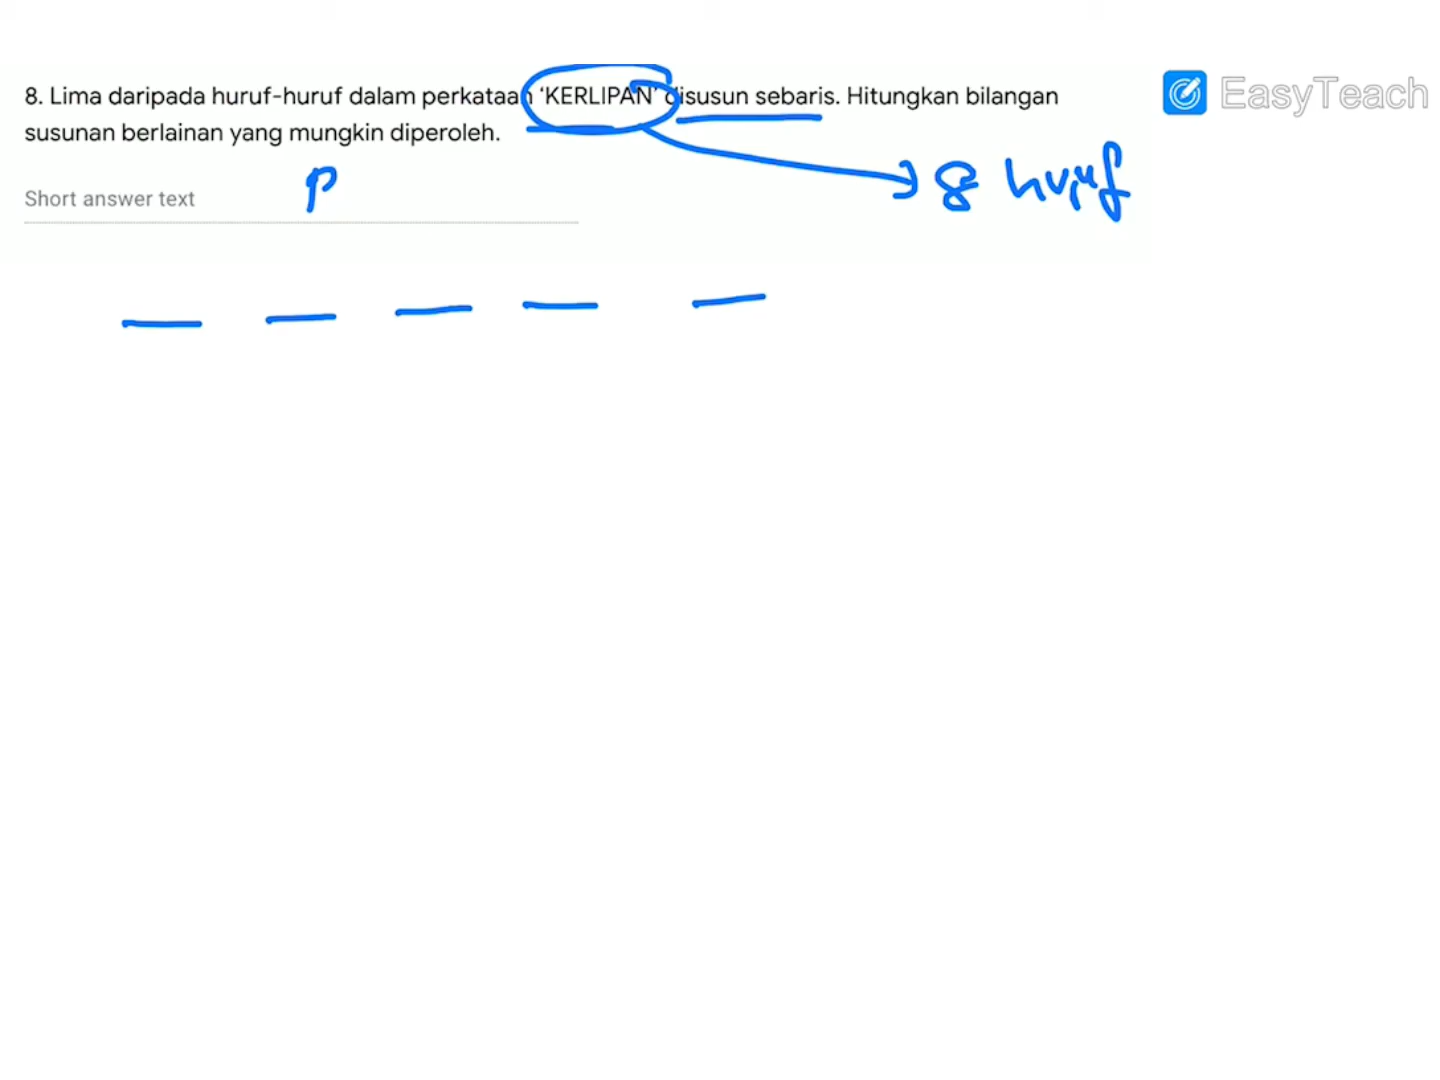 8. Lima daripada huruf-huruf dalam perkataan ‘KERLIPAN’ disusun sebaris. Hitungkan bilangan
susunan berlainan yang mungkin diperoleh.
Short answer text
P
8 huruf
EasyTeach